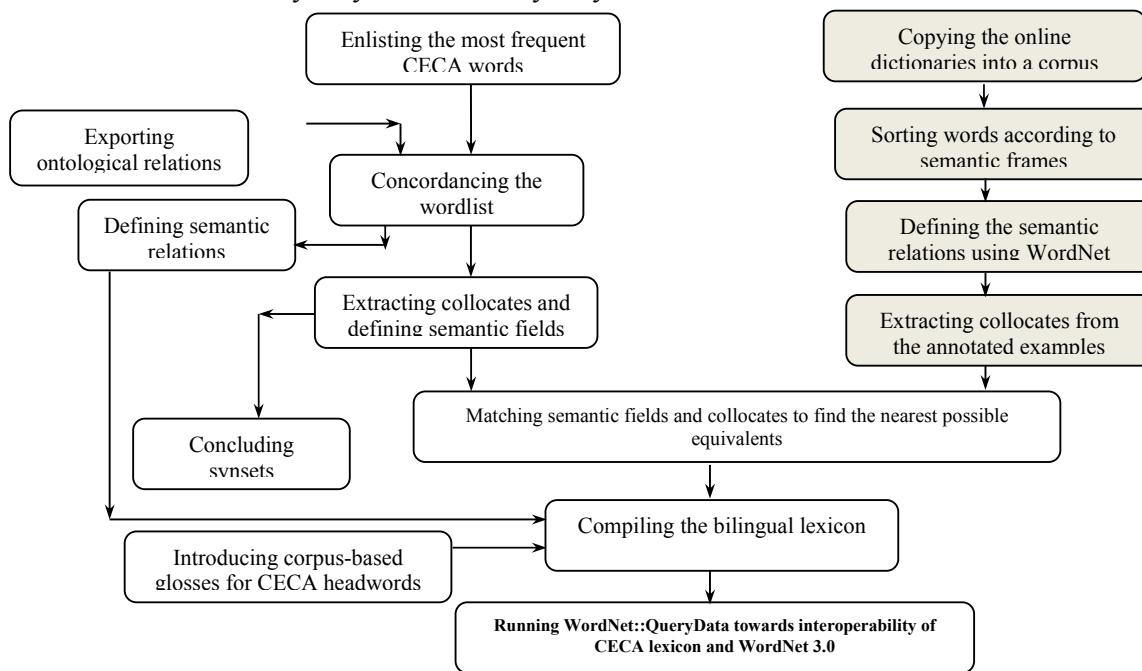 Enlisting the most frequent
CECA words
Copying the online
dictionaries into a corpus
Exporting
ontological relations
Sorting words according to
semantic frames
Concordancing the
wordlist
Defining semantic
relations
Defining the semantic
relations using WordNet
Extracting collocates and
defining semantic fields
Extracting collocates from
the annotated examples
Matching semantic fields and collocates to find the nearest possible
equivalents
Concluding
synsets
Compiling the bilingual lexicon
Introducing corpus-based
glosses for CECA headwords
Running WordNet::QueryData towards interoperability of
CECA lexicon and WordNet 3.0